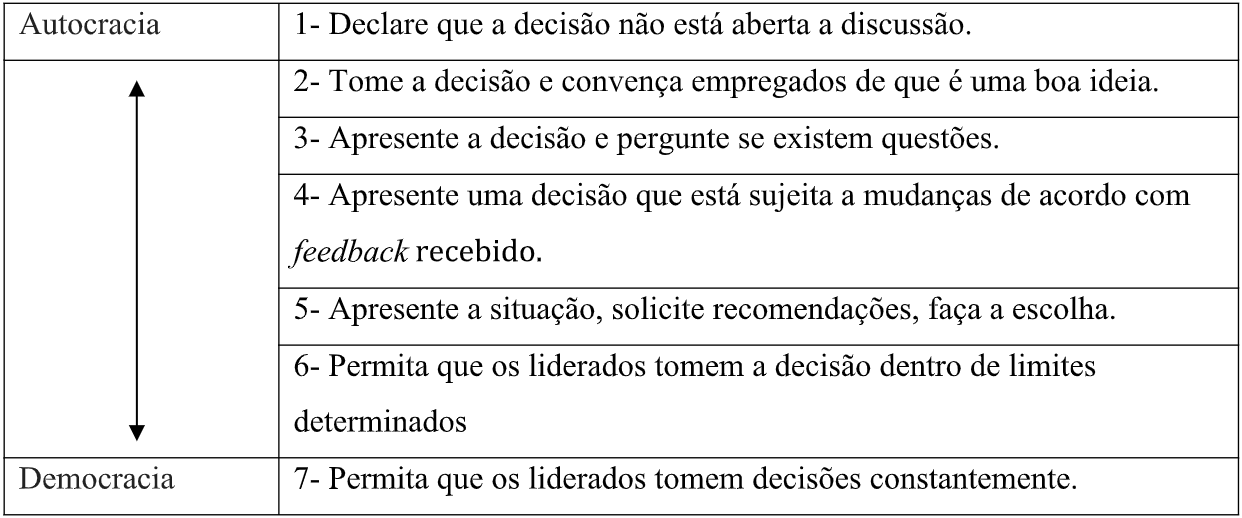 Autocracia
1- Declare que a decisão não está aberta a discussão.
2- Tome a decisão e convença empregados de que é uma boa ideia.
3- Apresente a decisão e pergunte se existem questões.
4- Apresente uma decisão que está sujeita a mudanças de acordo com
feedback recebido.
5- Apresente a situação, solicite recomendações, faça a escolha.
6- Permita que os liderados tomem a decisão dentro de limites
determinados
Democracia
7- Permita que os liderados tomem decisões constantemente.